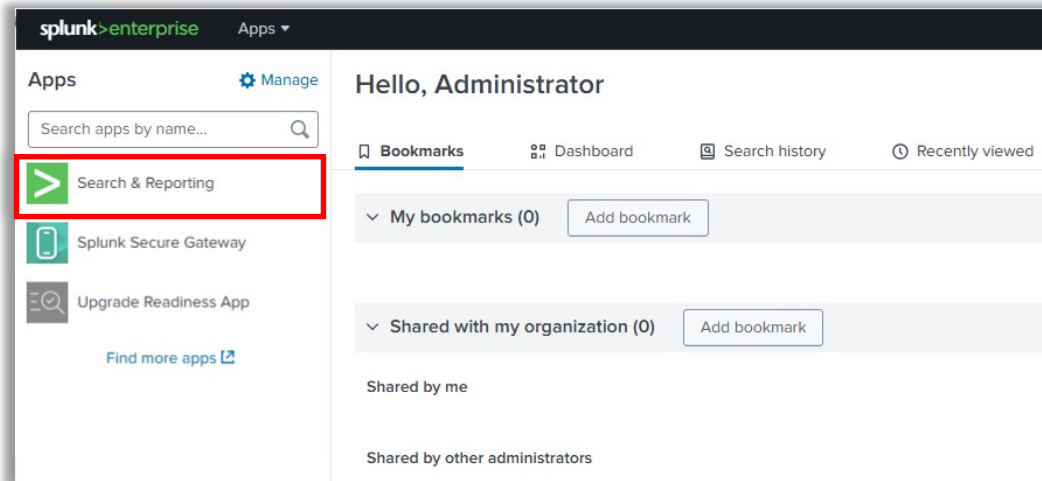 splunk>enterprise Apps
Apps Manage
Search apps by name...
Search & Reporting
Splunk Secure Gateway
Upgrade Readiness App
Find more apps
Hello, Administrator
Bookmarks Dashboard Search history Recently viewed
My bookmarks (0) Add bookmark
Shared with my organization (0) Add bookmark
Shared by me
Shared by other administrators